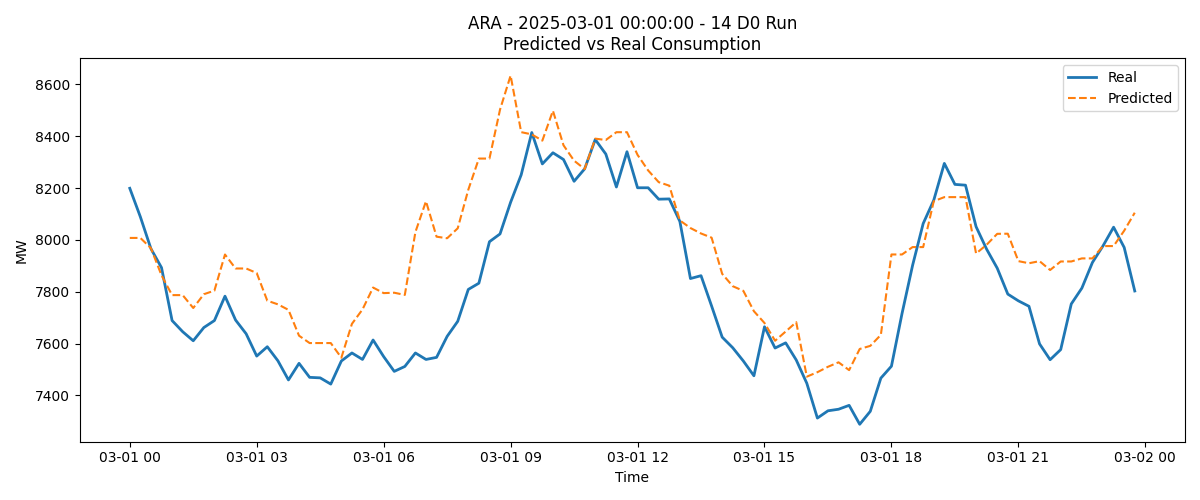 ARA - 2025-03-01 00:00:00 - 14 D0 Run
Predicted vs Real Consumption
Real
Predicted
MW
8600
8400
8200
8000
7800
7600
7400
03-01 00
03-01 03
03-01 06
03-01 09
03-01 12
03-01 15
03-01 18
03-01 21
03-02 00
Time